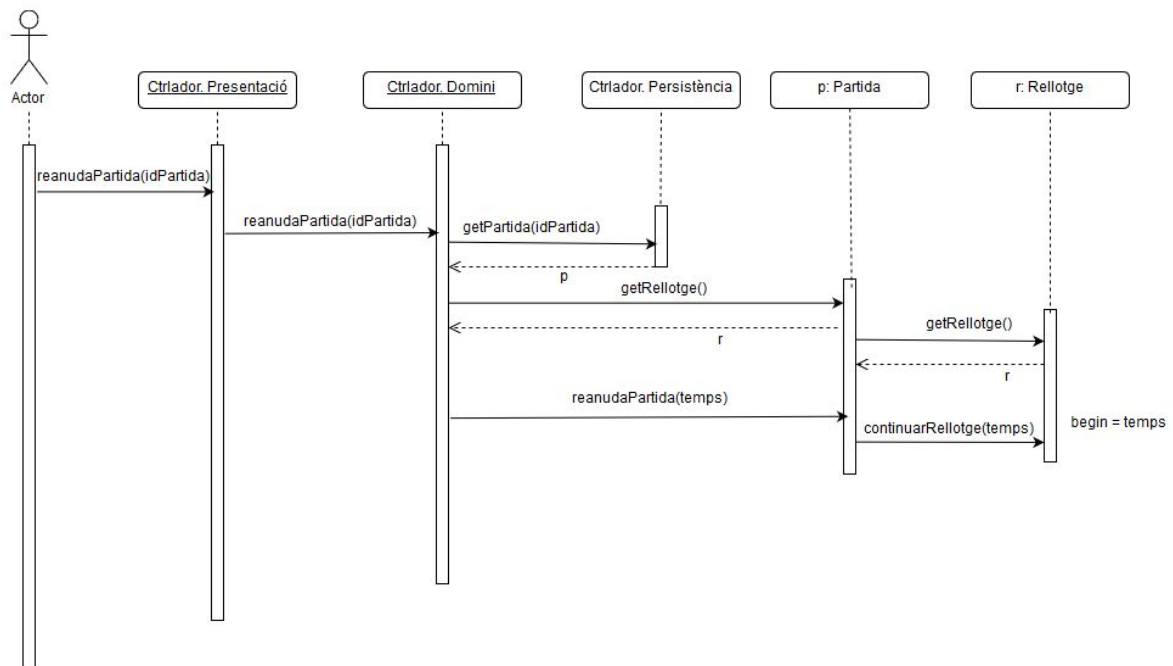 Actor
Ctrlador. Presentació
Ctrlador. Domini
Ctrlador. Persistència
p: Partida
r: Rellotge
reanudaPartida(idPartida)
reanudaPartida(idPartida)
getPartida(idPartida)
p
getRellotge()
r
getRellotge()
r
reanudaPartida(temps)
continuarRellotge(temps)
begin = temps